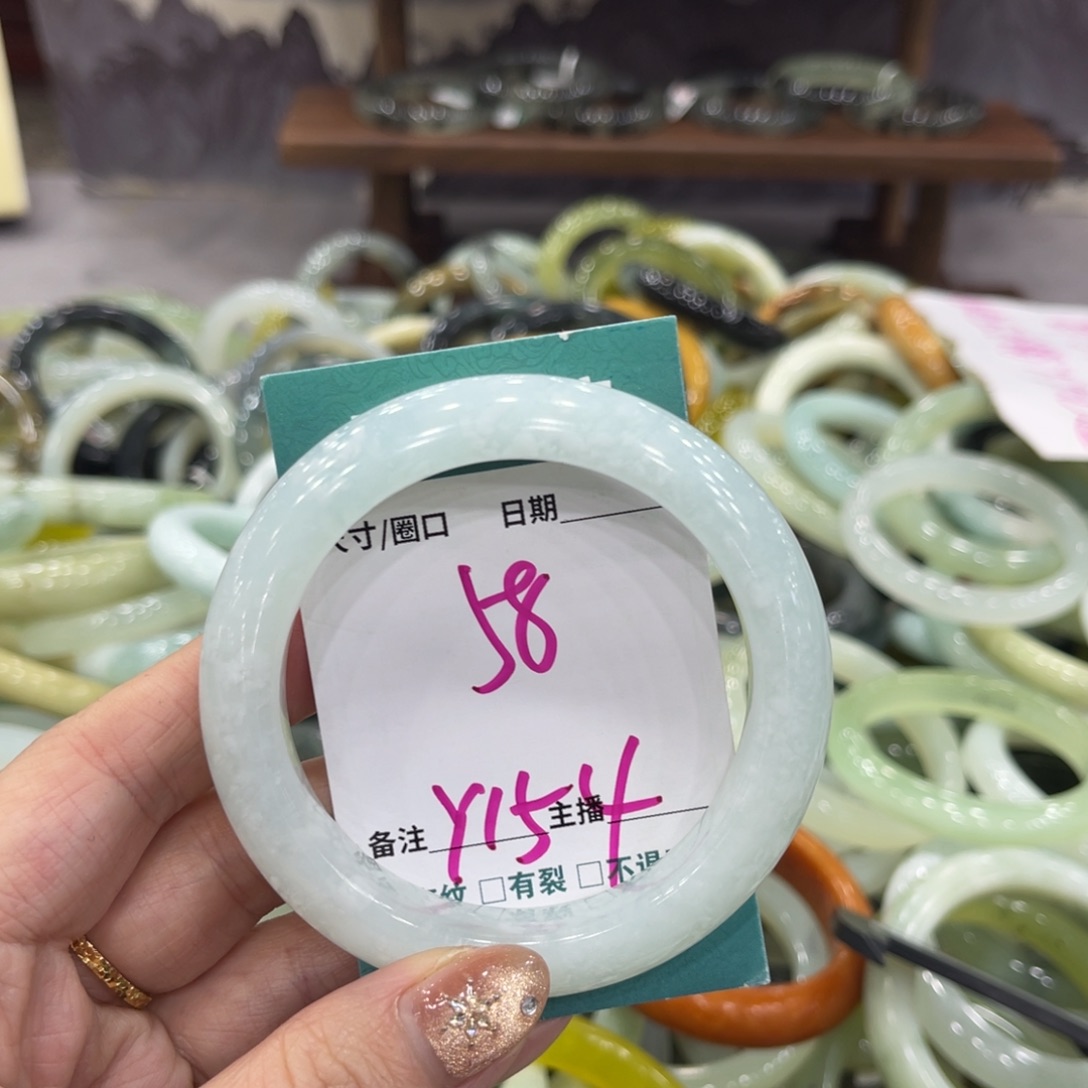 寸/圈口 日期
58
Y154
备注 主播
纹 □有裂 □不退